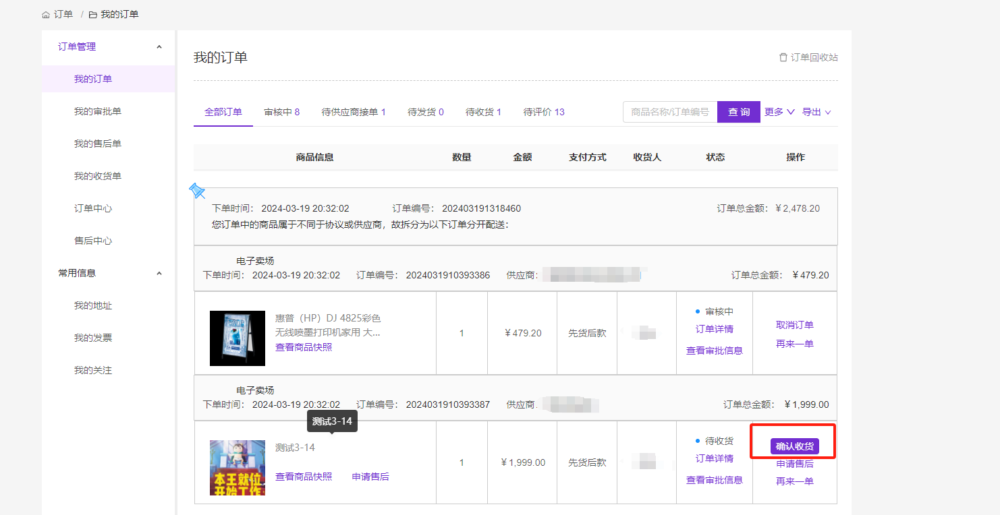 订单 / 我的订单
订单管理
我的订单
我的审批单
我的售后单
我的收货单
订单中心
售后中心
常用信息
我的地址
我的发票
我的关注
我的订单 订单回收站
全部订单 审核中 8 待供应商接单 1 待发货 0 待收货 1 待评价 13 商品名称/订单编号 查 询 更多 导出
商品信息 数量 金额 支付方式 收货人 状态 操作
下单时间: 2024-03-19 20:32:02 订单编号: 202403191318460 订单总金额: ¥2,478.20
您订单中的商品属于不同于协议或供应商，故拆分为以下订单分开配送：
电子卖场
下单时间: 2024-03-19 20:32:02 订单编号: 2024031910393386 供应商: 订单总金额: ¥479.20
惠普（HP）DJ 4825彩色
无线喷墨打印机家用 大...
查看商品快照
1 ¥479.20 先货后款
审核中
订单详情
查看审批信息
取消订单
再来一单
电子卖场
下单时间: 2024-03-19 20:32:02 订单编号: 2024031910393387 供应商: 订单总金额: ¥1,999.00
测试3-14
本王就位
开始工作
测试3-14
查看商品快照 申请售后
1 ¥1,999.00 先货后款
待收货
订单详情
查看审批信息
确认收货
申请售后
再来一单